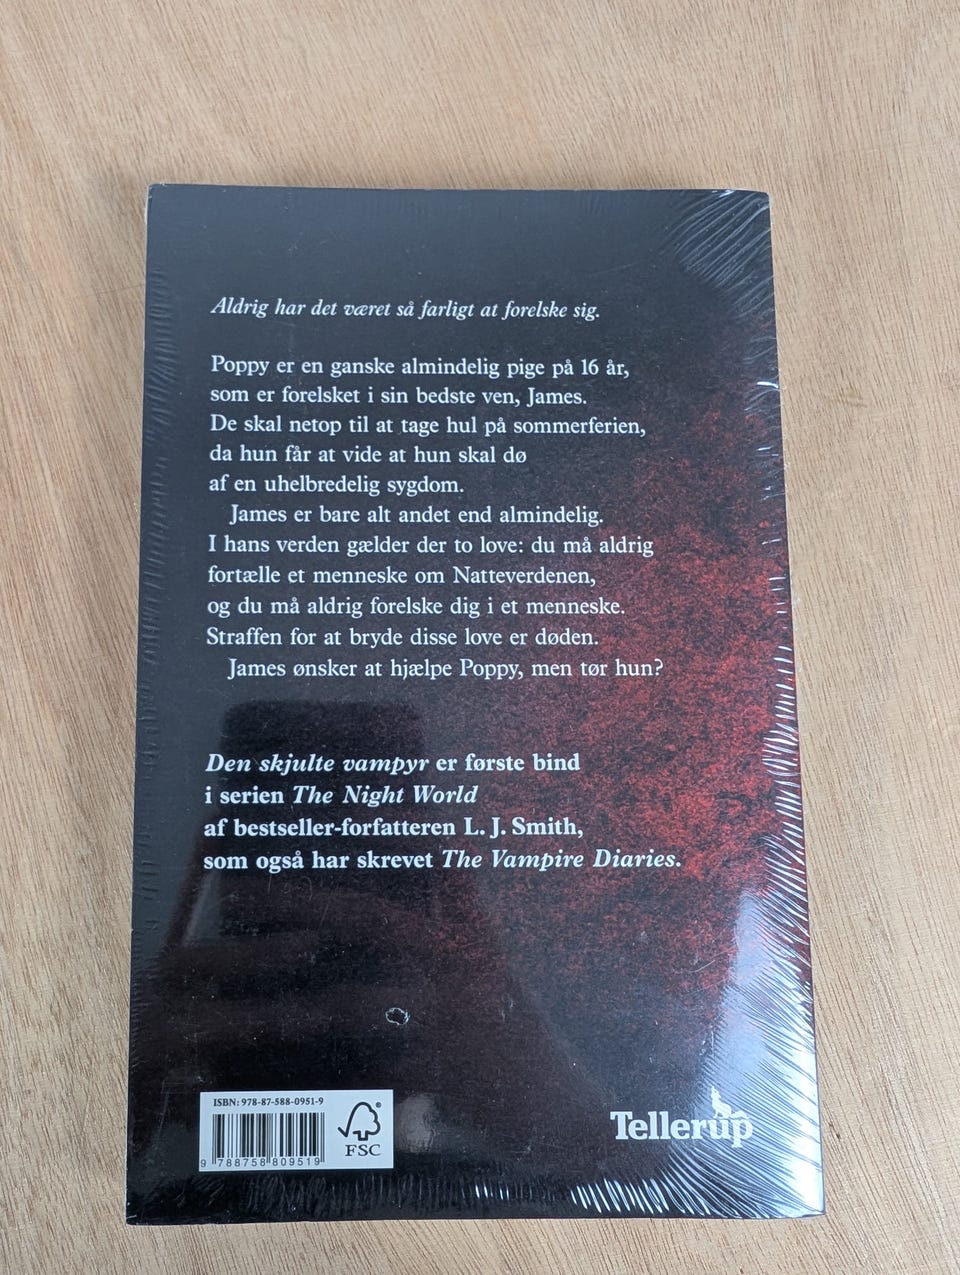 Aldrig har det været så farligt at forelske sig.
Poppy er en ganske almindelig pige på 16 år,
som er forelsket i sin bedste ven, James.
De skal netop til at tage hul på sommerferien,
da hun får at vide at hun skal dø
af en uhelbredelig sygdom.
James er bare alt andet end almindelig.
I hans verden gælder der to love: du må aldrig
fortælle et menneske om Natteverdenen,
og du må aldrig forelske dig i et menneske.
Straffen for at bryde disse love er døden.
James ønsker at hjælpe Poppy, men tør hun?
Den skjulte vampyr er første bind
i serien The Night World
af bestseller-forfatteren L. J. Smith,
som også har skrevet The Vampire Diaries.
ISBN: 978-87-588-0951-9
9 788758 809519
FSC
®
Tellerup